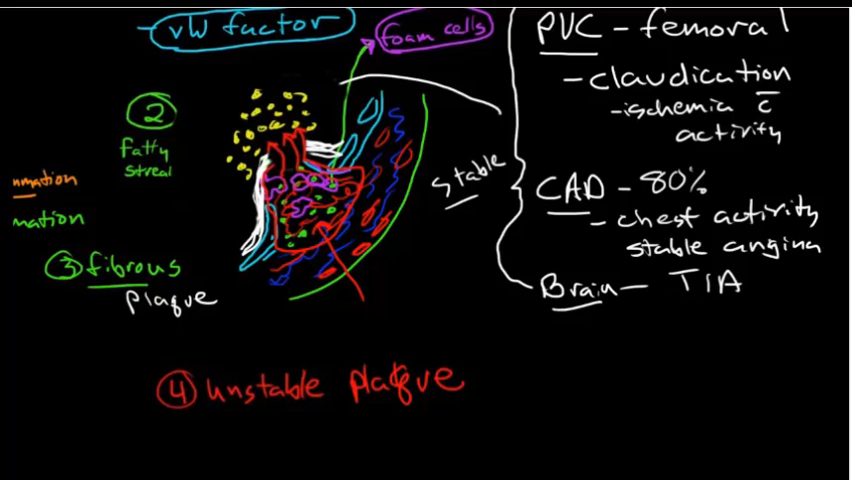 vW factor
foam cells
PVC - femoral
- claudication
- ischemia c̄
activity
2
fatty
streak
mation
stable
CAD - 80%
- chest activity
stable angina
3 fibrous
plaque
Brain - TIA
4 unstable plaque